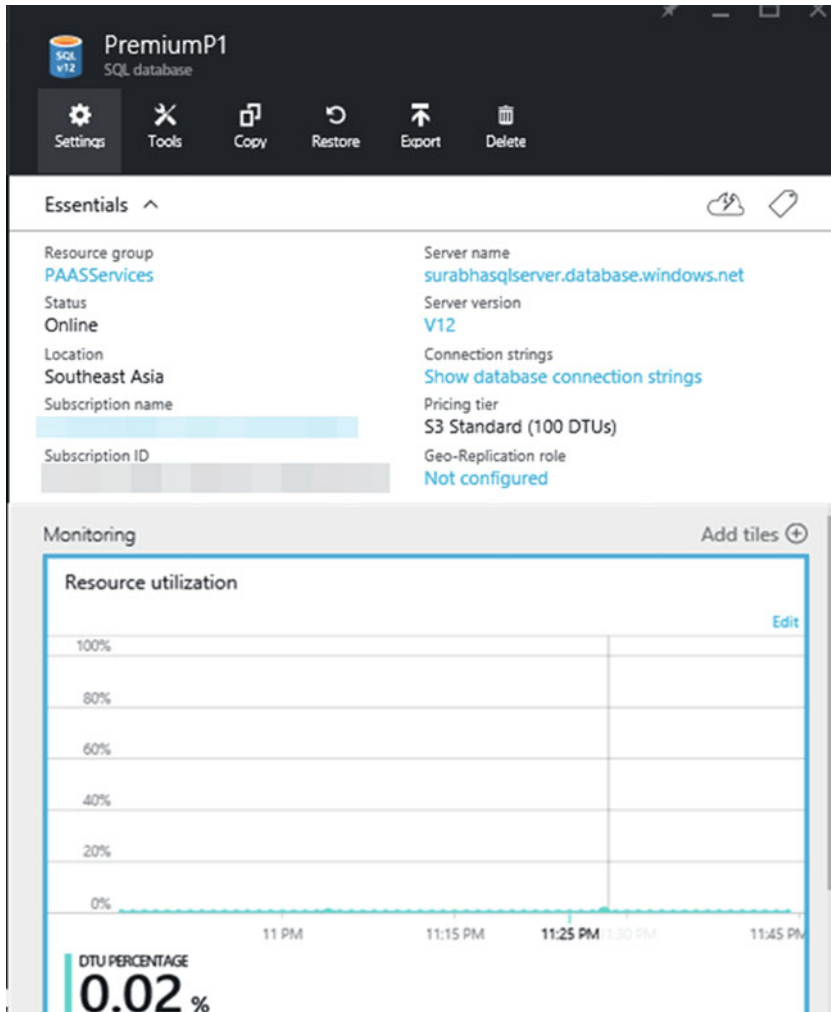 PremiumP1
SQL v12
SQL database
Settings Tools Copy Restore Export Delete
Essentials
Resource group
PAASServices
Server name
surabhasqlserver.database.windows.net
Status
Online
Server version
V12
Location
Southeast Asia
Connection strings
Show database connection strings
Subscription name
Pricing tier
S3 Standard (100 DTUs)
Subscription ID
Geo-Replication role
Not configured
Monitoring
Add tiles
Resource utilization
Edit
100%
80%
60%
40%
20%
0%
11 PM 11:15 PM 11:25 PM 11:30 PM 11:45 PM
DTU PERCENTAGE
0.02 %